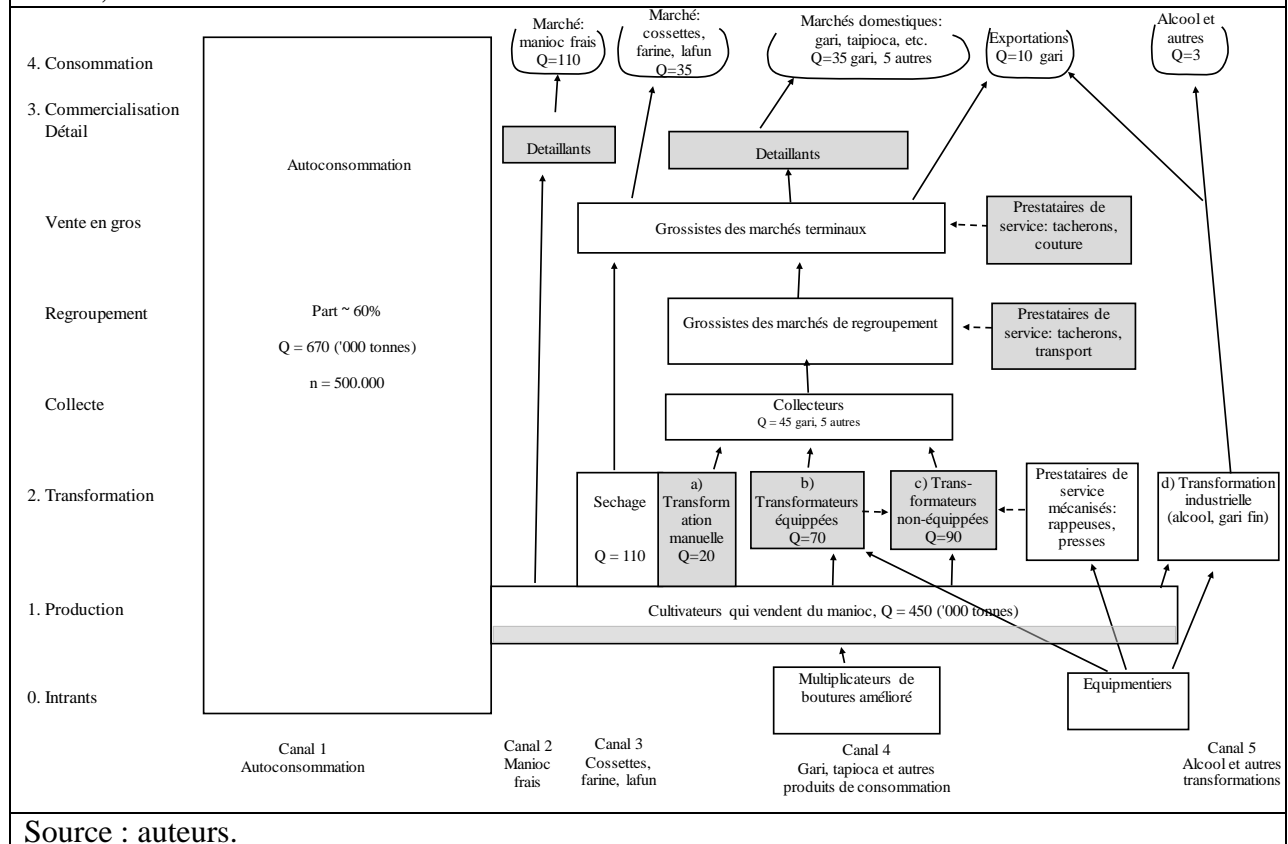 Marché:
manioc frais
Q=110
Marché:
cossettes,
farine, lafun
Q=35
Marchés domestiques:
gari, taipioca, etc.
Q=35 gari, 5 autres
Exportations
Q=10 gari
Alcool et
autres
Q=3
4. Consommation
3. Commercialisation
Détail
Detaillants
Detaillants
Autoconsommation
Vente en gros
Grossistes des marchés terminaux
Prestataires de
service: tacherons,
couture
Regroupement
Part ~ 60%
Q = 670 ('000 tonnes)
n = 500.000
Grossistes des marchés de regroupement
Prestataires de
service: tacherons,
transport
Collecte
Collecteurs
Q = 45 gari, 5 autres
2. Transformation
Sechage
Q = 110
a)
Transform
ation
manuelle
Q=20
b)
Transformateurs
équippées
Q=70
c) Trans-
formateurs
non-équippées
Q=90
Prestataires de
service
mécanisés:
rappeuses,
presses
d) Transformation
industrielle
(alcool, gari fin)
1. Production
Cultivateurs qui vendent du manioc, Q = 450 ('000 tonnes)
0. Intrants
Multiplicateurs de
boutures amélioré
Equipmentiers
Canal 1
Autoconsommation
Canal 2
Manioc
frais
Canal 3
Cossettes,
farine, lafun
Canal 4
Gari, tapioca et autres
produits de consommation
Canal 5
Alcool et autres
transformations
Source : auteurs.